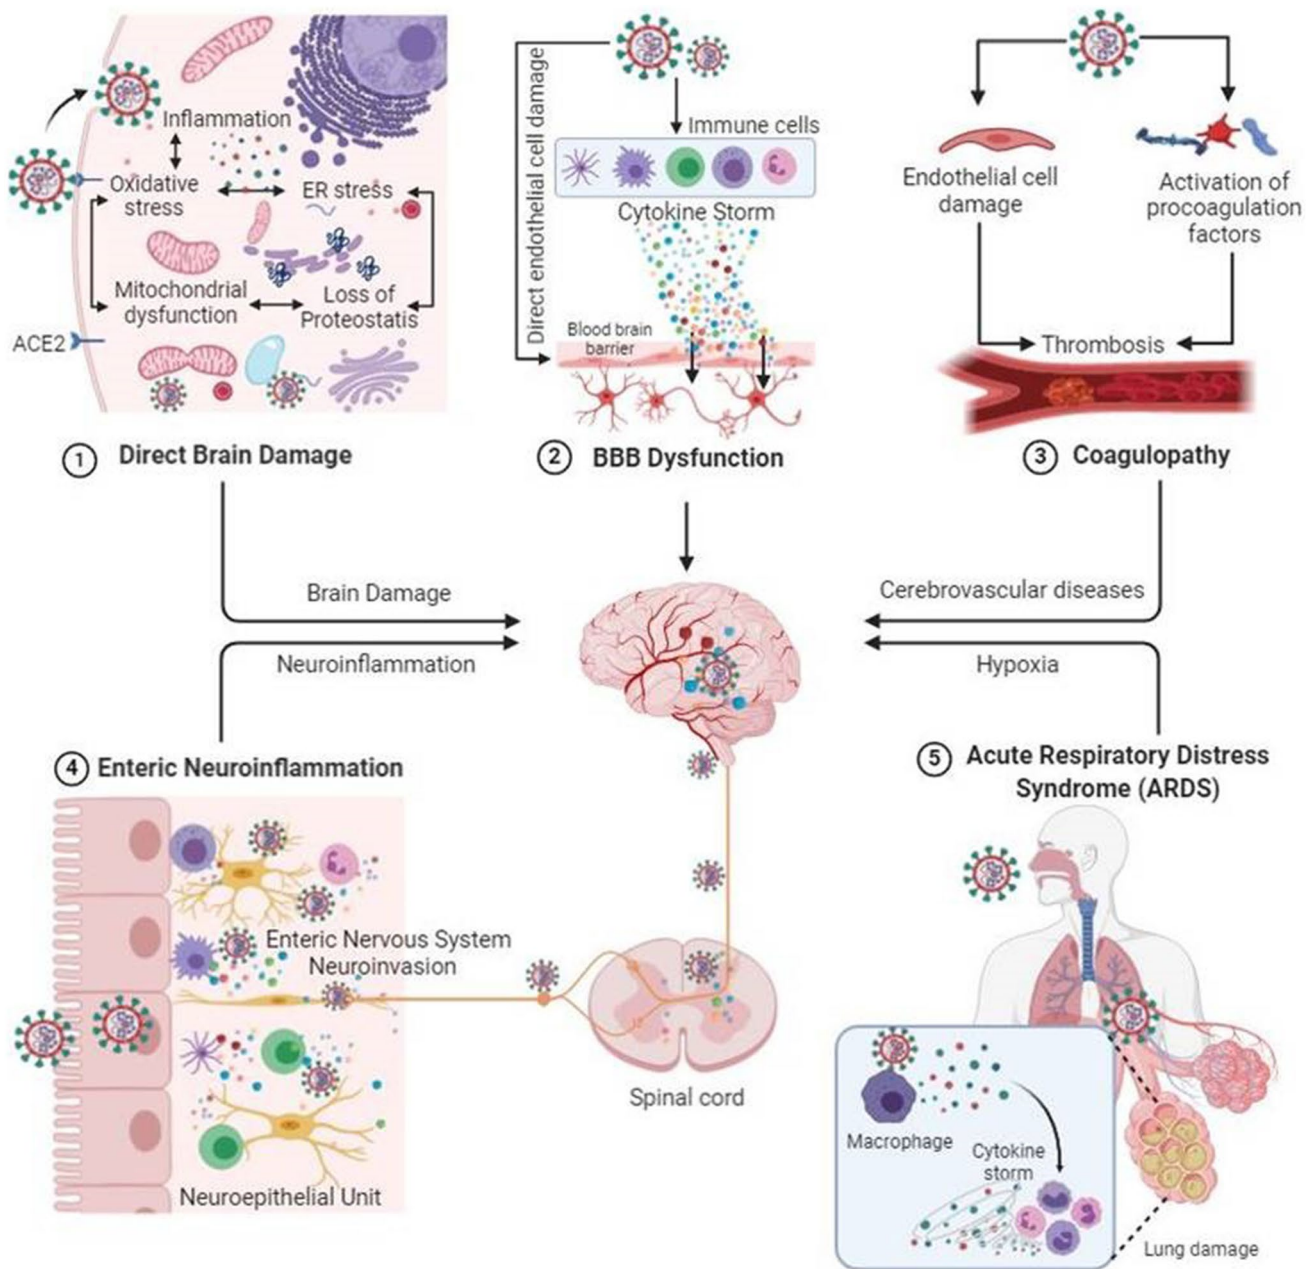 Inflammation
Oxidative
stress
ER stress
Mitochondrial
dysfunction
Loss of
Proteostatis
ACE2
1 Direct Brain Damage
Direct endothelial cell damage
Immune cells
Cytokine Storm
Blood brain
barrier
2 BBB Dysfunction
Endothelial cell
damage
Activation of
procoagulation
factors
Thrombosis
3 Coagulopathy
Brain Damage
Neuroinflammation
Cerebrovascular diseases
Hypoxia
4 Enteric Neuroinflammation
Enteric Nervous System
Neuroinvasion
Neuroepithelial Unit
Spinal cord
5 Acute Respiratory Distress
Syndrome (ARDS)
Macrophage
Cytokine
storm
Lung damage